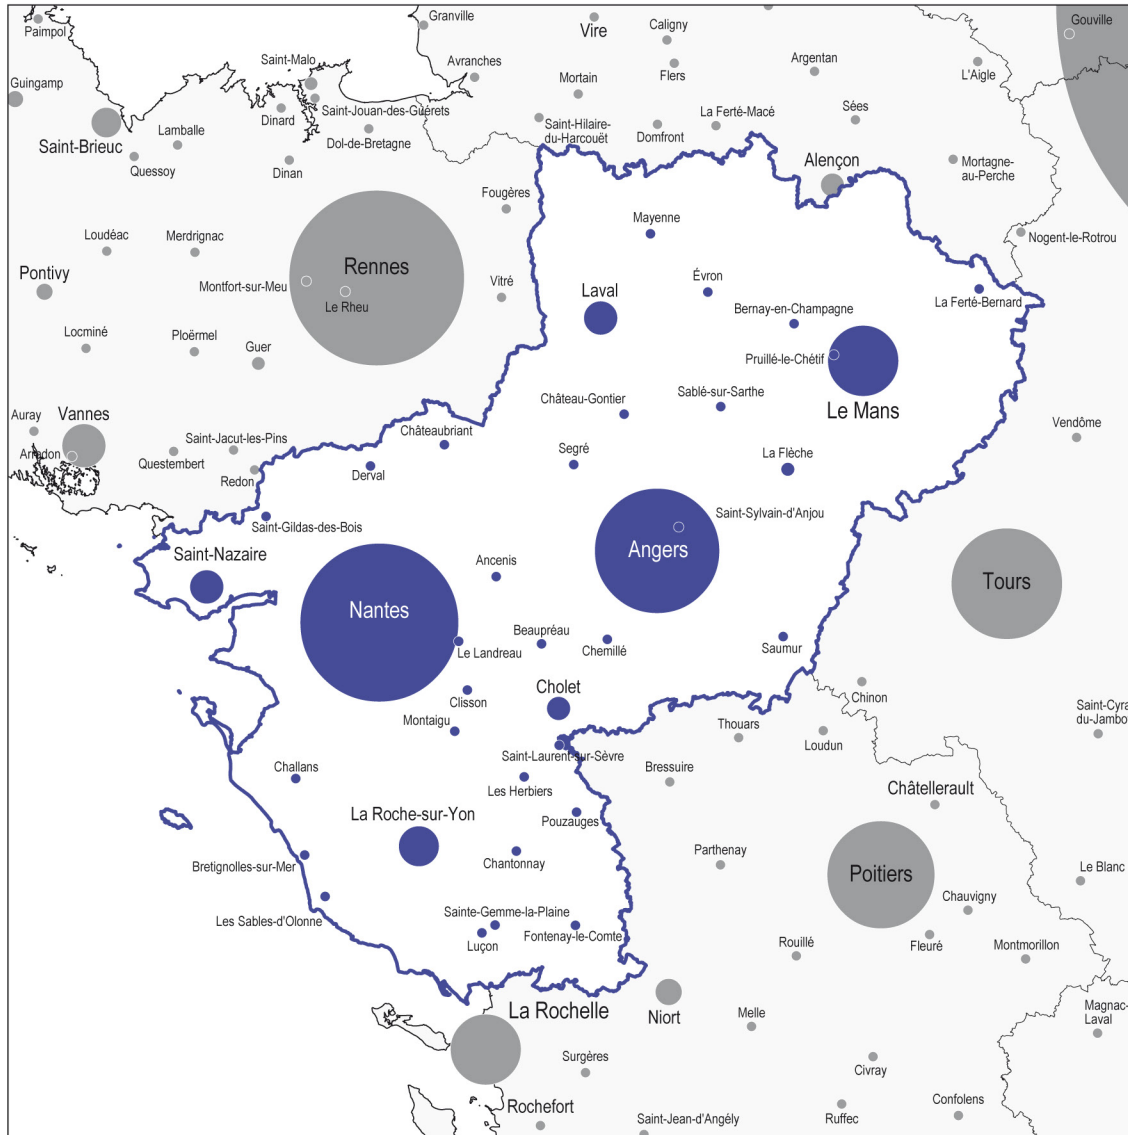 Granville
Gouville
Paimpol
Vire
Caligny
Avranches
Saint-Malo
Argentan
L'Aigle
Flers
Mortain
Guingamp
Saint-Jouan-des-Guérets
La Ferté-Macé
Sées
Dinard
Saint-Hilaire-
du-Harcouët
Domfront
Dol-de-Bretagne
Lamballe
Saint-Brieuc
Alençon
Mortagne-
au-Perche
Quessoy
Dinan
Fougères
Mayenne
Loudéac
Merdrignac
Nogent-le-Rotrou
Rennes
Pontivy
Montfort-sur-Meu
Vitré
Évron
Laval
Le Rheu
La Ferté-Bernard
Bernay-en-Champagne
Locminé
Ploërmel
Guer
Pruillé-le-Chétif
Château-Gontier
Sablé-sur-Sarthe
Le Mans
Auray
Vannes
Châteaubriant
Vendôme
Saint-Jacut-les-Pins
Arradon
Questembert
Segré
La Flèche
Redon
Derval
Saint-Sylvain-d'Anjou
Saint-Gildas-des-Bois
Angers
Saint-Nazaire
Ancenis
Tours
Nantes
Beaupréau
Le Landreau
Chemillé
Saumur
Cholet
Clisson
Chinon
Montaigu
Thouars
Saint-Cyra
du-Jambo
Loudun
Saint-Laurent-sur-Sèvre
Challans
Bressuire
Les Herbiers
Châtellerault
La Roche-sur-Yon
Pouzauges
Bretignolles-sur-Mer
Chantonnay
Parthenay
Poitiers
Le Blanc
Chauvigny
Les Sables-d'Olonne
Sainte-Gemme-la-Plaine
Luçon
Fontenay-le-Comte
Rouillé
Fleuré
Montmorillon
La Rochelle
Niort
Melle
Magnac-
Laval
Surgères
Civray
Rochefort
Saint-Jean-d'Angély
Ruffec
Confolens